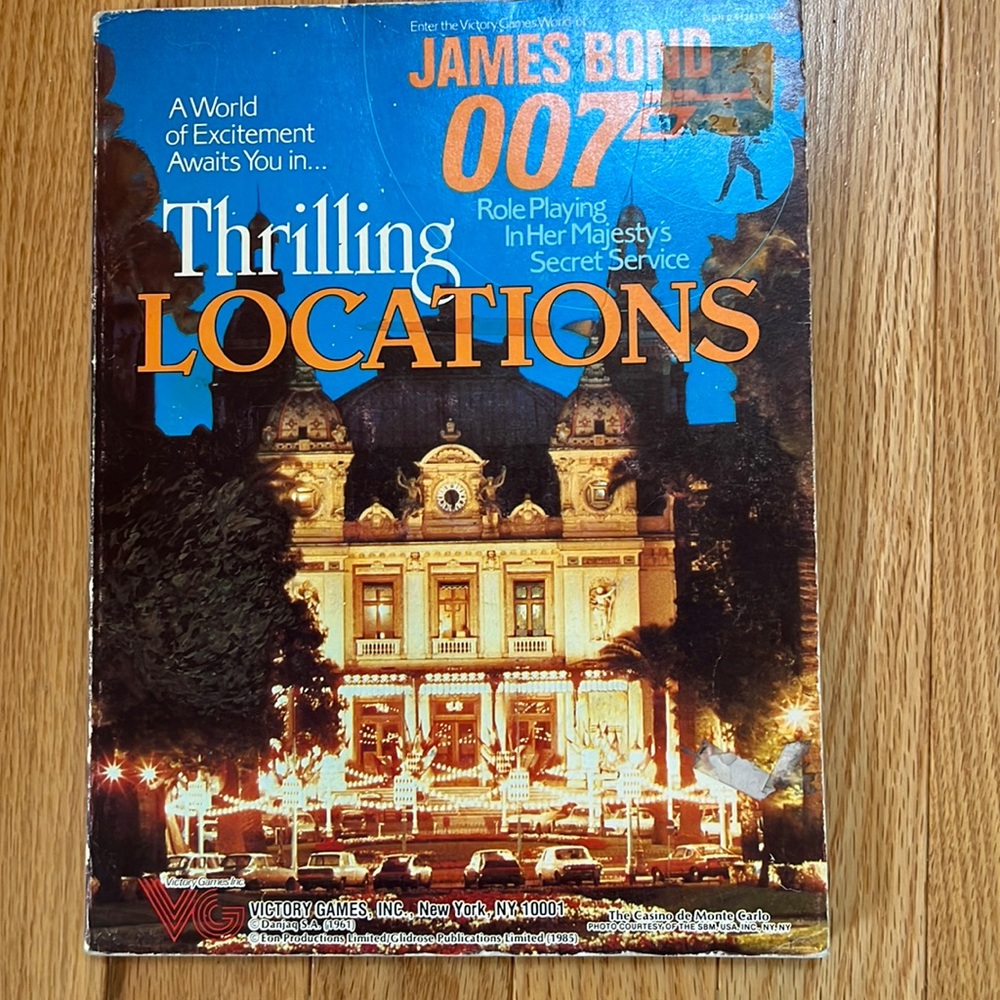 Enter the Victory Games World of
JAMES BOND
007
A World
of Excitement
Awaits You in...
Role Playing
In Her Majesty's
Secret Service
Thrilling
LOCATIONS
Victory Games Inc.
VG
VICTORY GAMES, INC., New York, NY 10001
© Danjaq S.A. (1961)
© Eon Productions Limited/Glidrose Publications Limited (1985)
The Casino de Monte Carlo
PHOTO COURTESY OF THE SBM, USA, INC., NY, NY